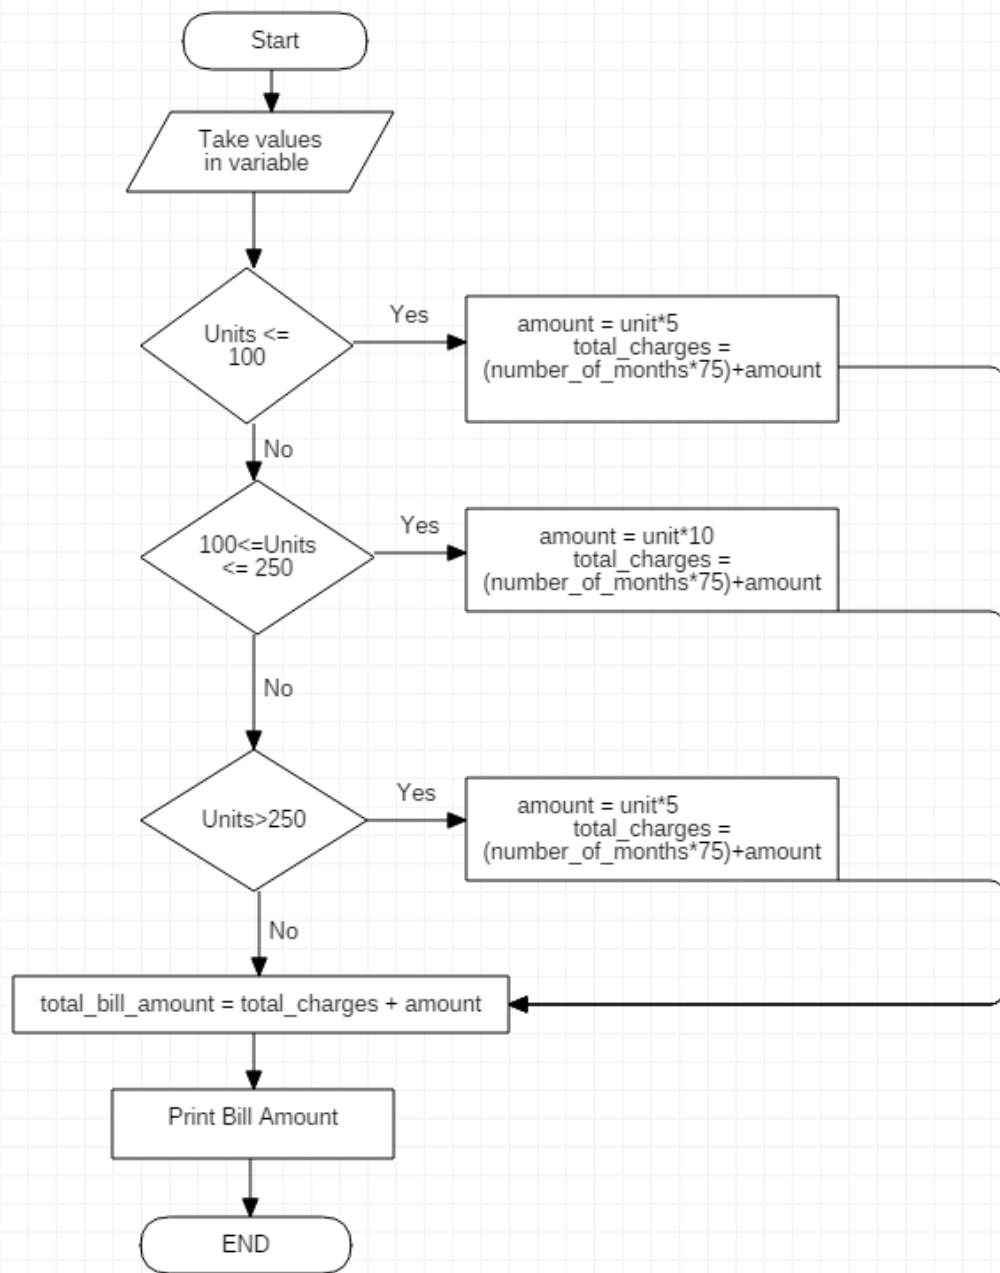 Start
Take values
in variable
Units <=
100
Yes
amount = unit*5
total_charges =
(number_of_months*75)+amount
No
100<=Units
<= 250
Yes
amount = unit*10
total_charges =
(number_of_months*75)+amount
No
Units>250
Yes
amount = unit*5
total_charges =
(number_of_months*75)+amount
No
total_bill_amount = total_charges + amount
Print Bill Amount
END